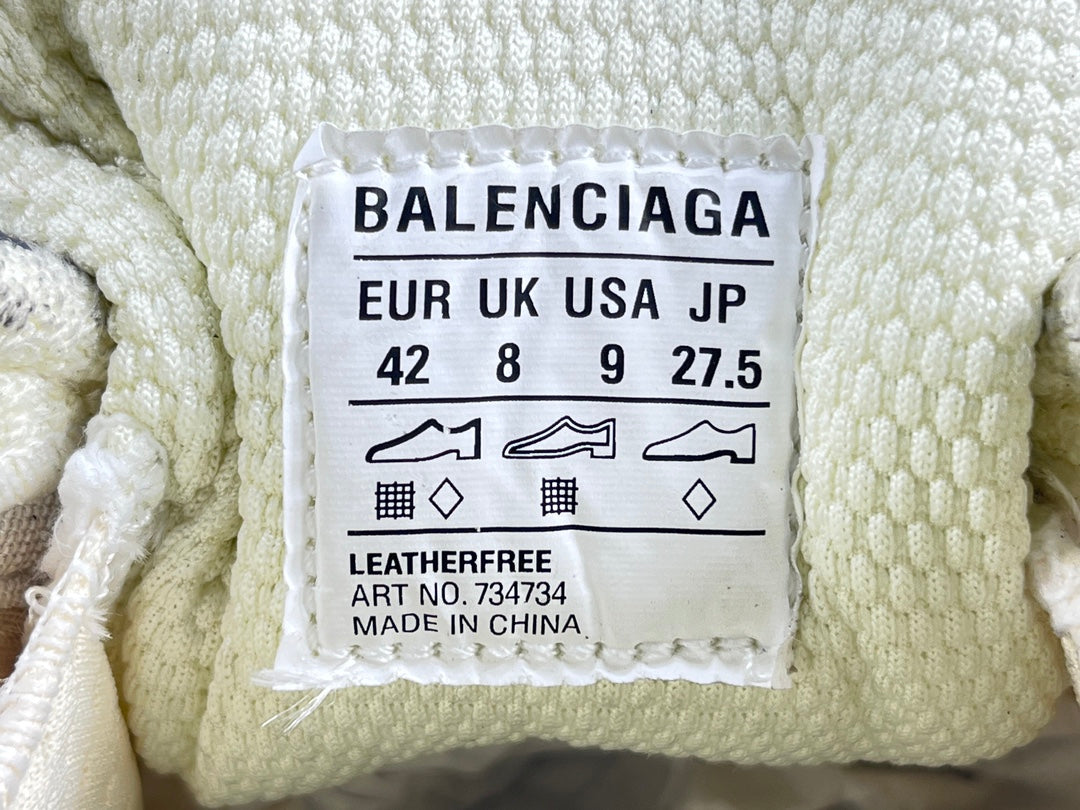 BALENCIAGA
EUR UK USA JP
42 8 9 27.5
LEATHERFREE
ART NO. 734734
MADE IN CHINA